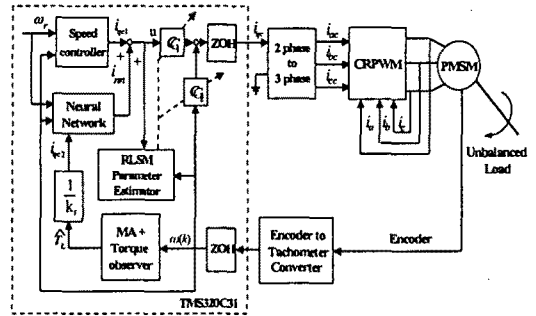 ω_r
Speed
controller
i_qc1
+
+
u
ZOH
i_qc
2 phase
to
3 phase
i_ac
i_bc
i_cc
CRPWM
i_a
i_b
i_c
PMSM
Unbalanced
Load
Neural
Network
i_qc2
RLSM
Parameter
Estimator
1
k_t
T̂_L
MA +
Torque
observer
ω(k)
ZOH
Encoder to
Tachometer
Converter
Encoder
TMS320C31